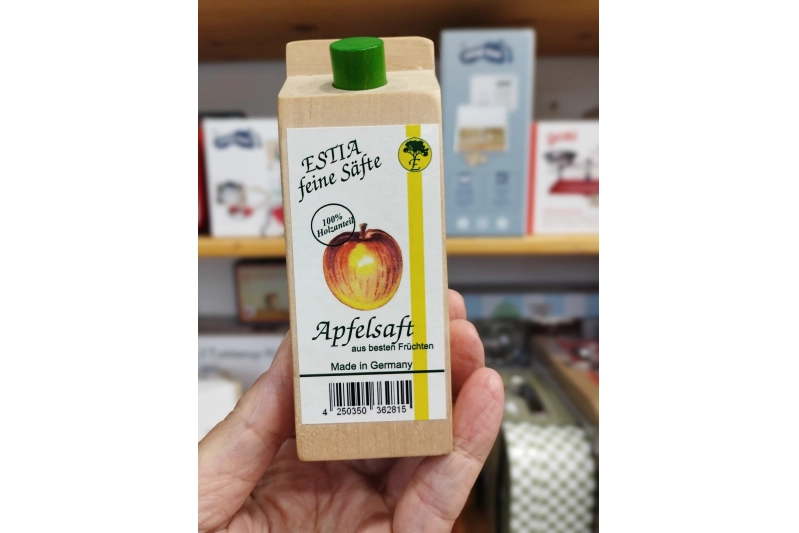 ESTIA
feine Säfte
E
100%
Holzanteil
Apfelsaft
aus besten Früchten
Made in Germany
4 250350 362815